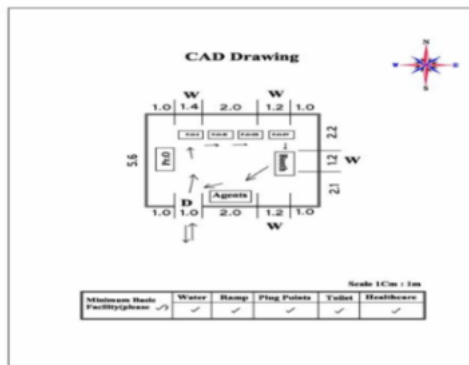 CAD Drawing
N
W E
S
W W
1.0 1.4 2.0 1.2 1.0
2.2
5.6
1.2 W
2.1
Agents
D
1.0 1.0 2.0 1.2 1.0
W
Scale 1Cm : 1m
Minimum Basic Facility(please ✓) Water Ramp Plug Points Toilet Healthcare
✓ ✓ ✓ ✓ ✓